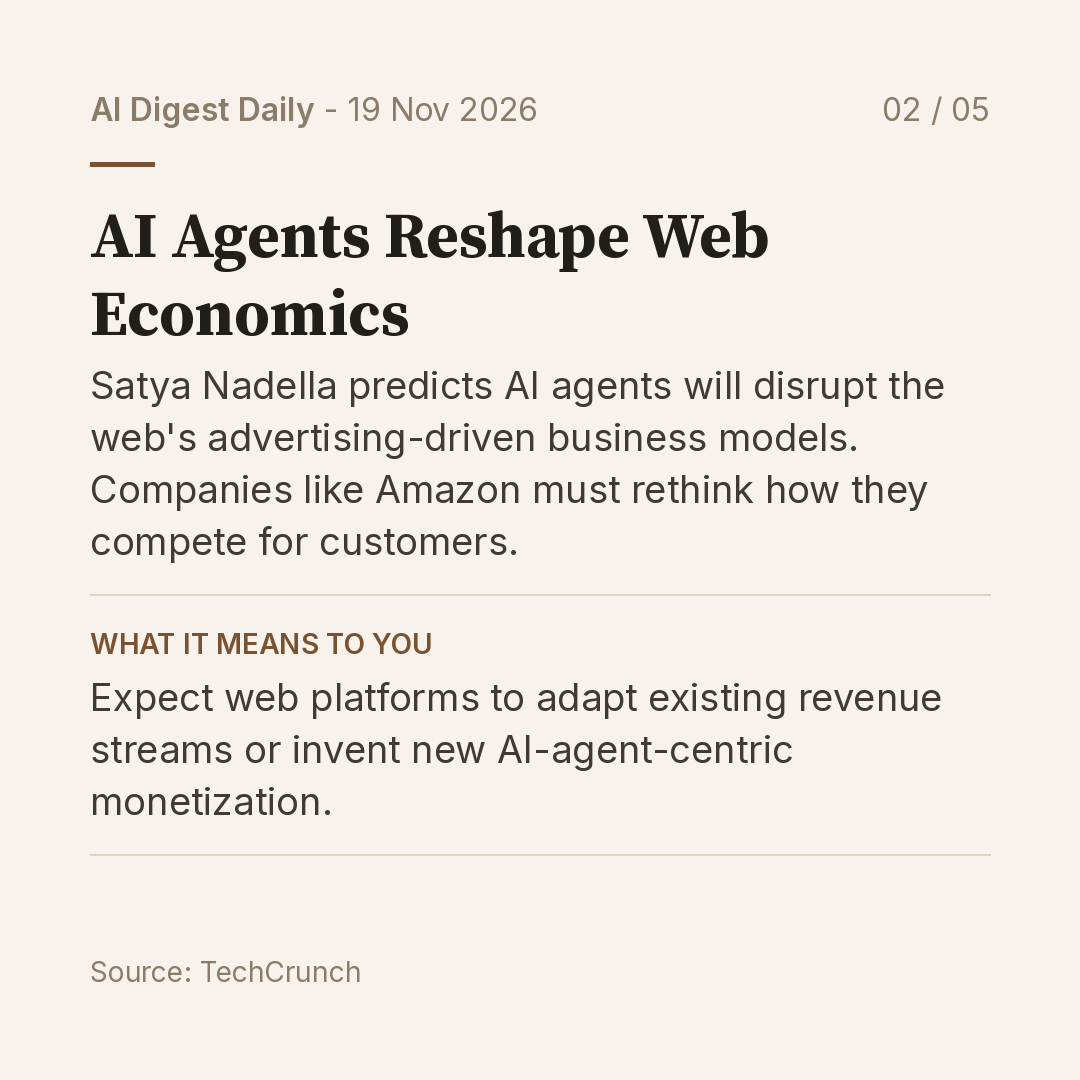 AI Digest Daily - 19 Nov 2026
02 / 05
AI Agents Reshape Web
Economics
Satya Nadella predicts AI agents will disrupt the
web's advertising-driven business models.
Companies like Amazon must rethink how they
compete for customers.
WHAT IT MEANS TO YOU
Expect web platforms to adapt existing revenue
streams or invent new AI-agent-centric
monetization.
Source: TechCrunch